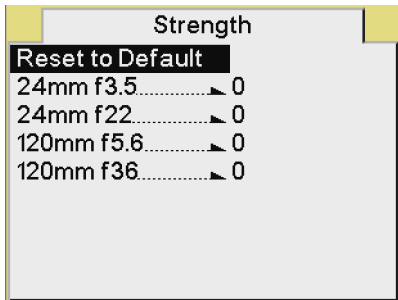 Strength
Reset to Default
24mm f3.5............ 0
24mm f22............ 0
120mm f5.6.......... 0
120mm f36........... 0